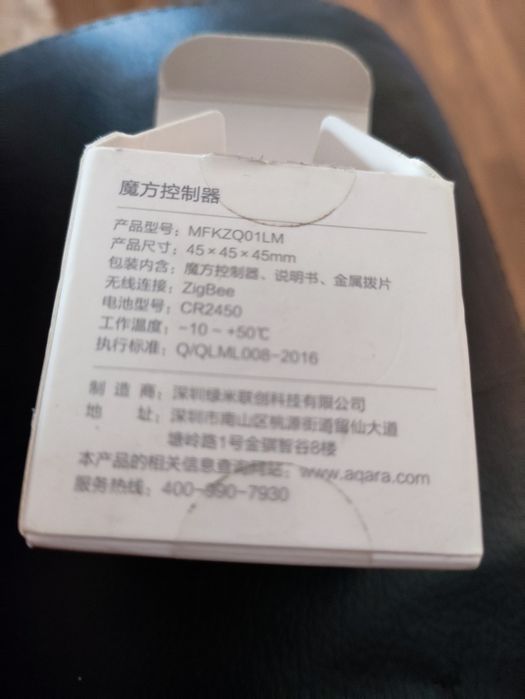 魔方控制器
产品型号：MFKZQ01LM
产品尺寸：45×45×45mm
包装内含：魔方控制器、说明书、金属拨片
无线连接：ZigBee
电池型号：CR2450
工作温度：-10 ~ +50℃
执行标准：Q/QLML008-2016
制 造 商：深圳绿米联创科技有限公司
地 址：深圳市南山区桃源街道留仙大道
塘岭路1号金骐智谷8楼
本产品的相关信息查询网站：www.aqara.com
服务热线：400-990-7930